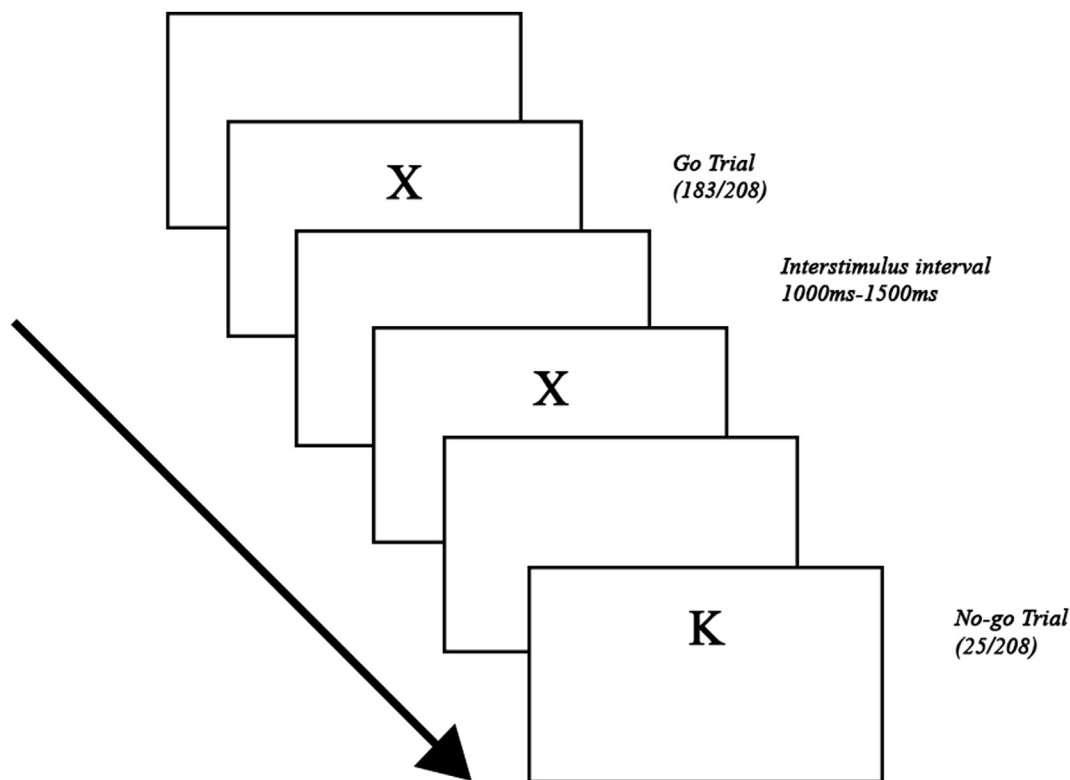 X
Go Trial
(183/208)
Interstimulus interval
1000ms-1500ms
X
K
No-go Trial
(25/208)